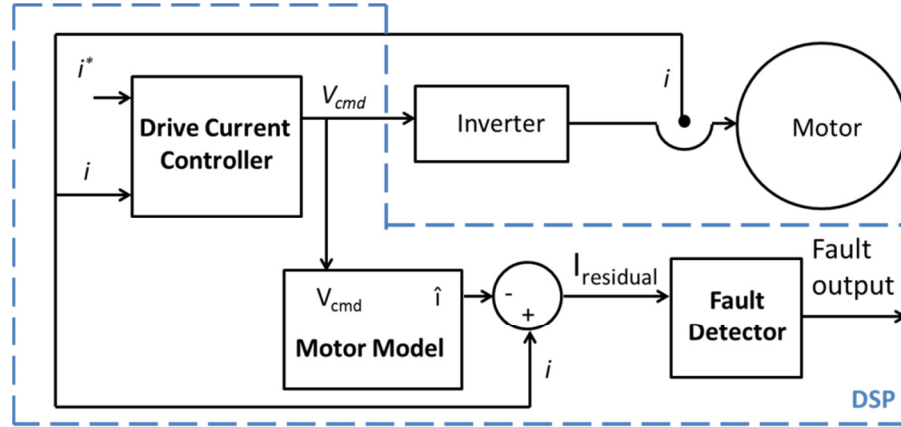 i*
i
Drive Current
Controller
V_cmd
Inverter
i
Motor
V_cmd
î
Motor Model
-
+
i
I_residual
Fault
Detector
Fault
output
DSP